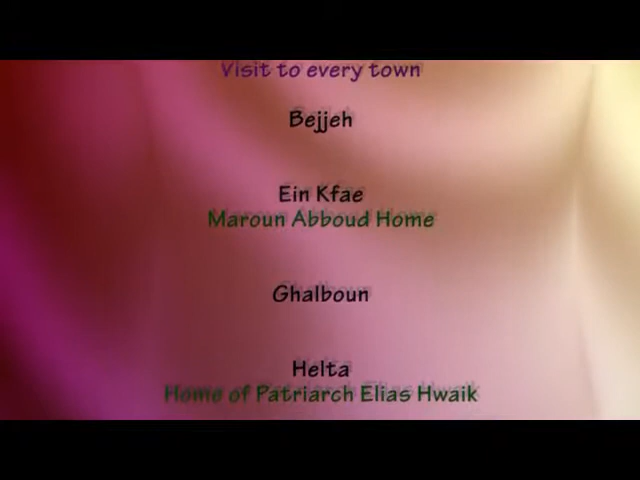 Visit to every town
Bejjeh
Ein Kfae
Maroun Abboud Home
Ghalboun
Helta
Home of Patriarch Elias Hwaik